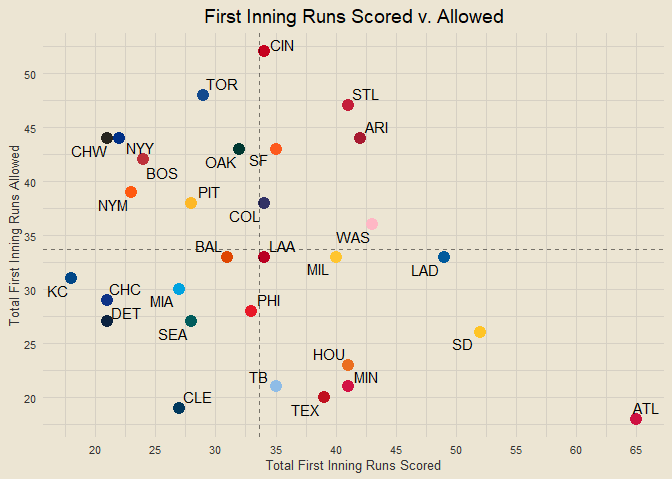 First Inning Runs Scored v. Allowed
Total First Inning Runs Allowed
50
45
40
35
30
25
20
CIN
TOR
STL
ARI
CHW
NYY
OAK
SF
BOS
NYM
PIT
COL
WAS
BAL
LAA
MIL
LAD
KC
CHC
MIA
DET
PHI
SEA
SD
HOU
TB
MIN
CLE
TEX
ATL
20
25
30
35
40
45
50
55
60
65
Total First Inning Runs Scored